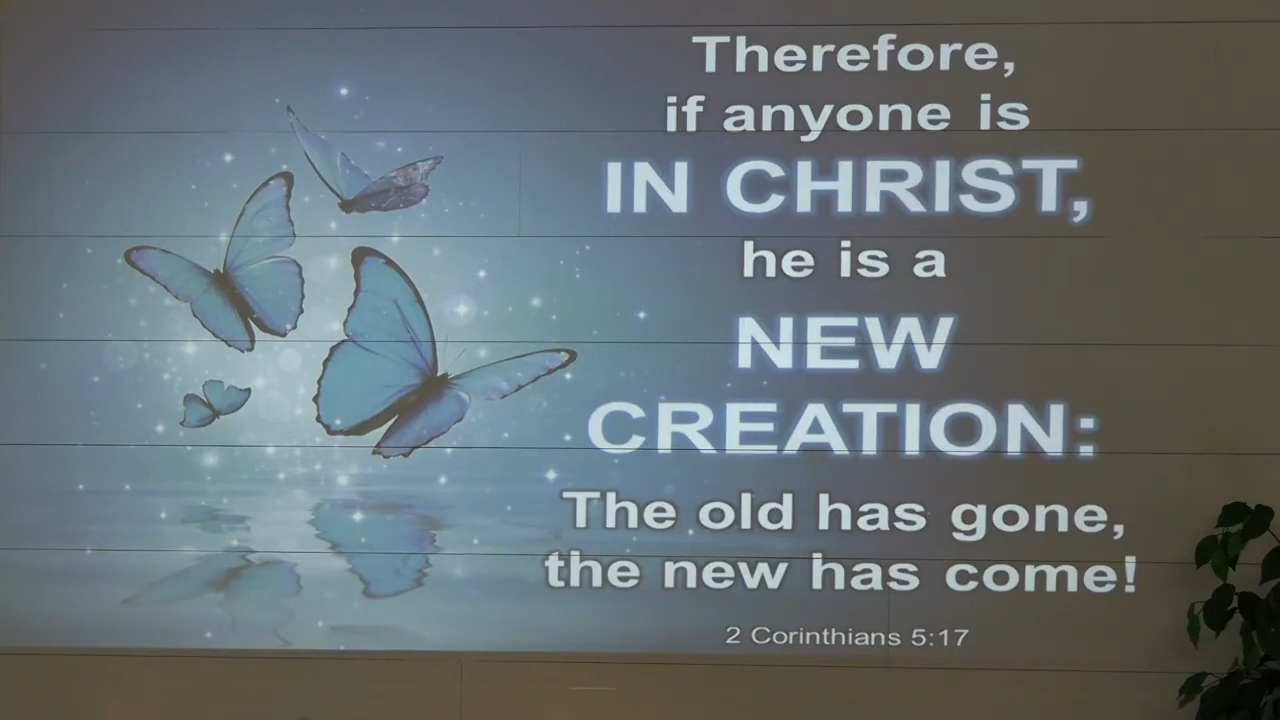 Therefore,
if anyone is
IN CHRIST,
he is a
NEW
CREATION:
The old has gone,
the new has come!
2 Corinthians 5:17